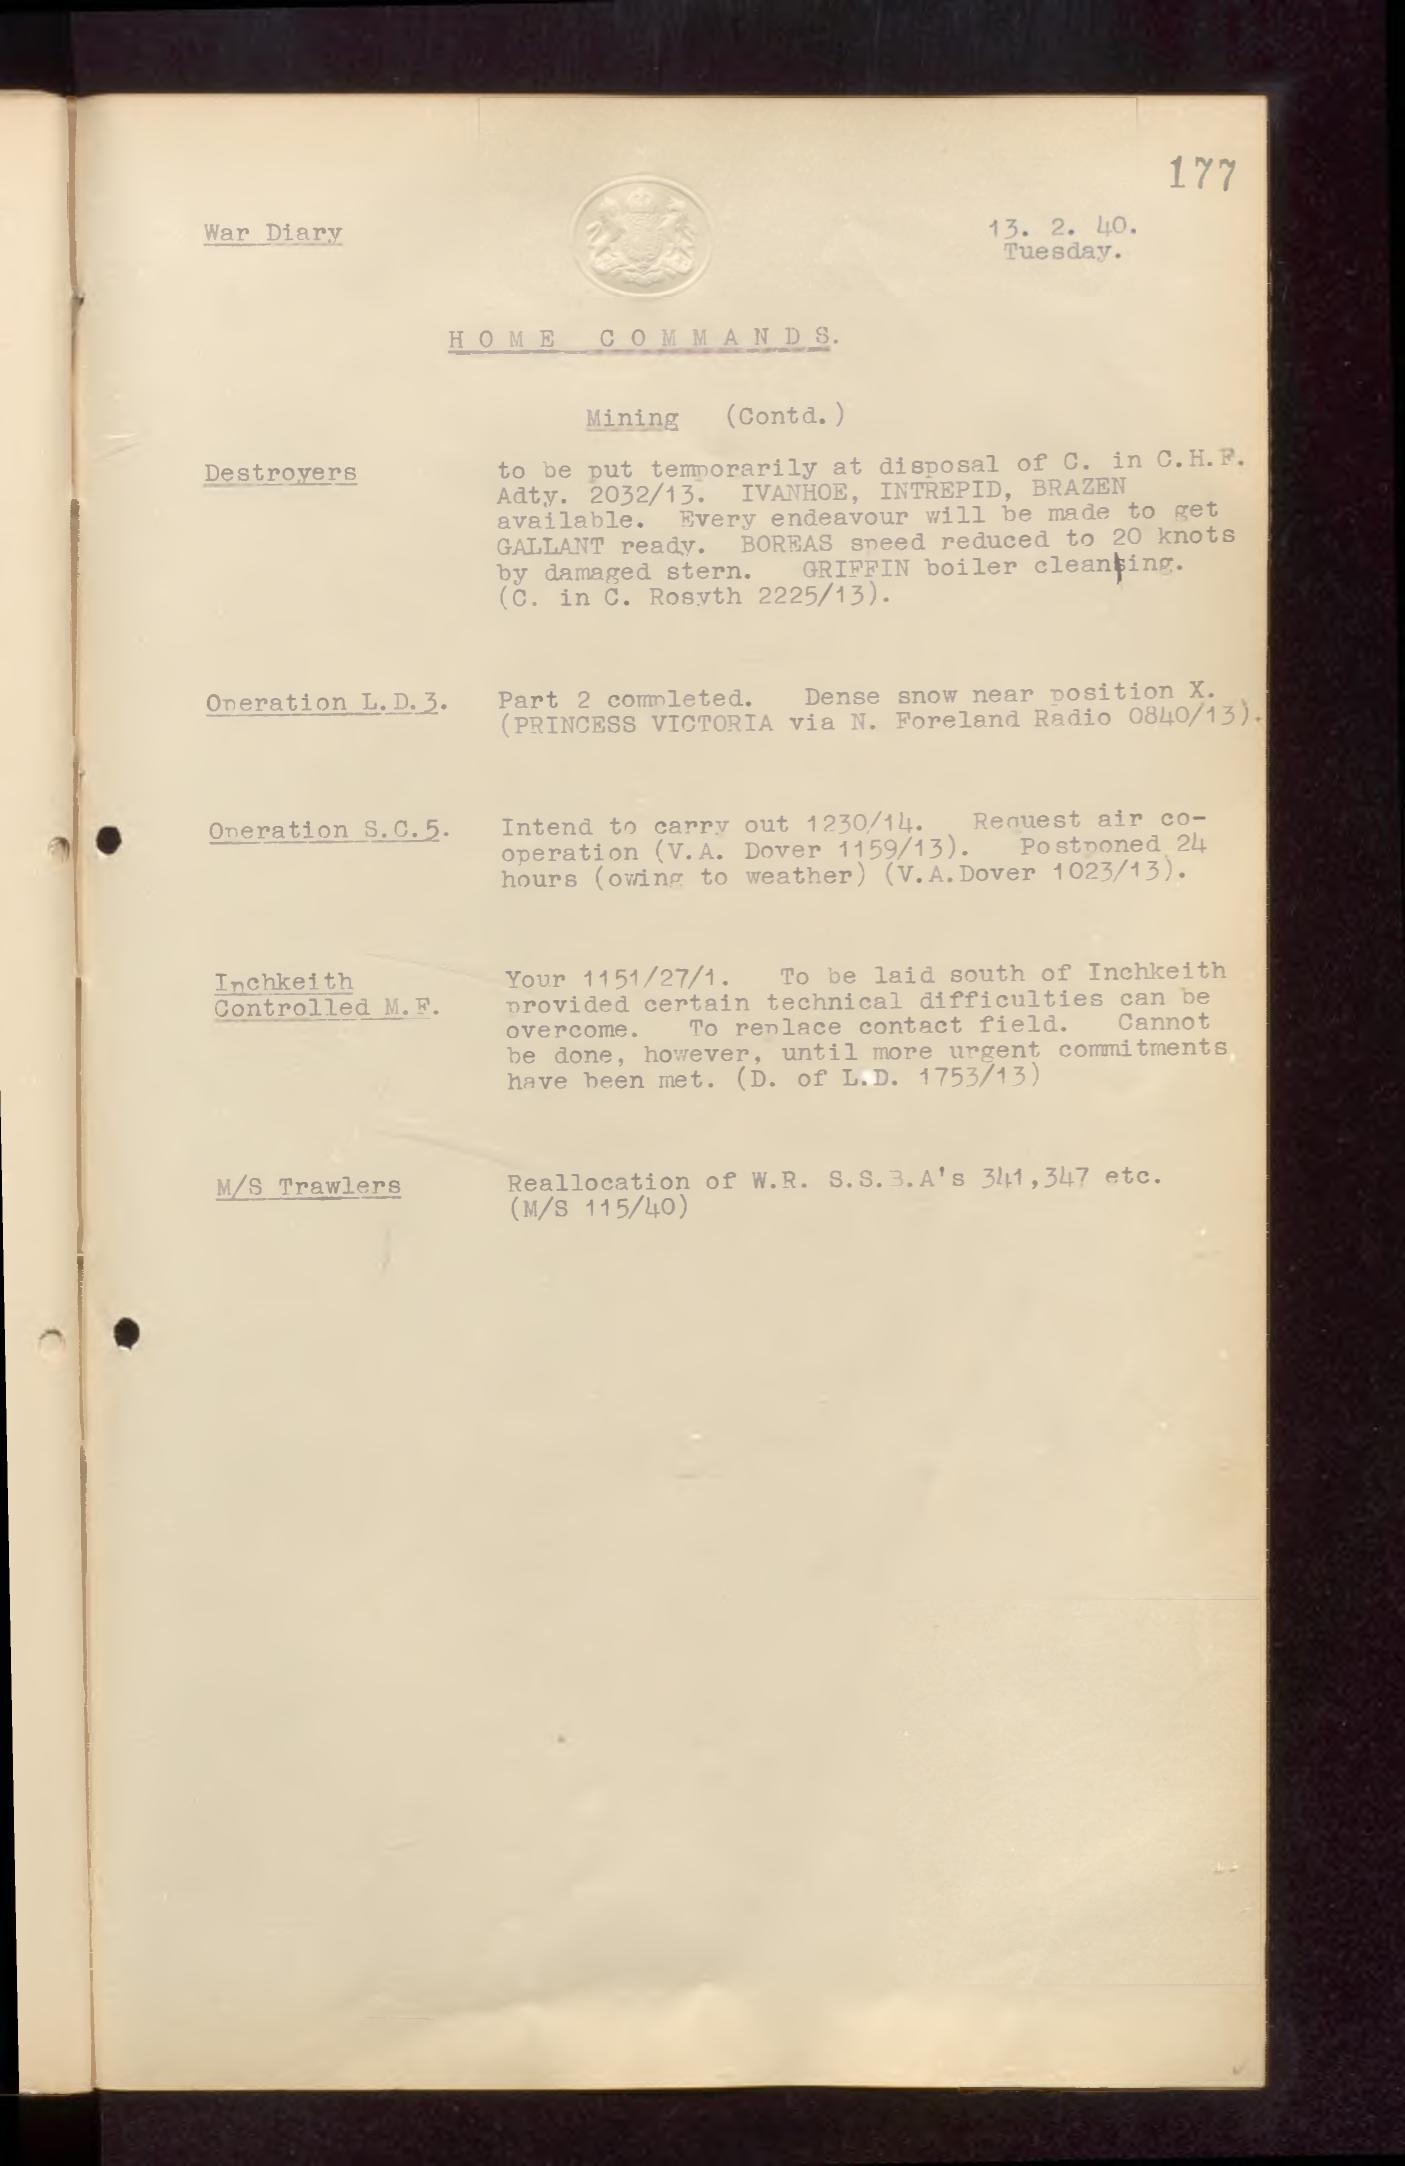 177
War Diary
13. 2. 40.
Tuesday.
HOME COMMANDS.
Mining (Contd.)
Destroyers
to be put temporarily at disposal of C. in C.H.F.
Adty. 2032/13. IVANHOE, INTREPID, BRAZEN
available. Every endeavour will be made to get
GALLANT ready. BOREAS speed reduced to 20 knots
by damaged stern. GRIFFIN boiler cleaning.
(C. in C. Rosyth 2225/13).
Operation L.D.3.
Part 2 completed. Dense snow near position X.
(PRINCESS VICTORIA via N. Foreland Radio 0840/13).
Operation S.C.5.
Intend to carry out 1230/14. Request air co-
operation (V.A. Dover 1159/13). Postponed 24
hours (owing to weather) (V.A.Dover 1023/13).
Inchkeith
Controlled M.F.
Your 1151/27/1. To be laid south of Inchkeith
provided certain technical difficulties can be
overcome. To replace contact field. Cannot
be done, however, until more urgent commitments
have been met. (D. of L.D. 1753/13)
M/S Trawlers
Reallocation of W.R. S.S.B.A's 341,347 etc.
(M/S 115/40)